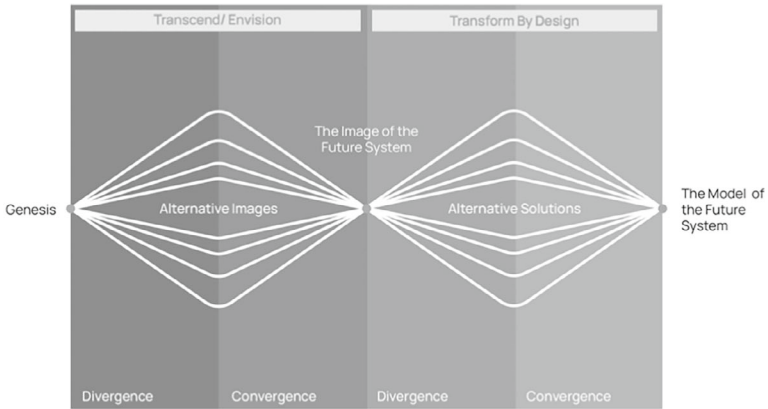 Transcend/ Envision
Transform By Design
The Image of the
Future System
Genesis
Alternative Images
Alternative Solutions
The Model of
the Future
System
Divergence
Convergence
Divergence
Convergence